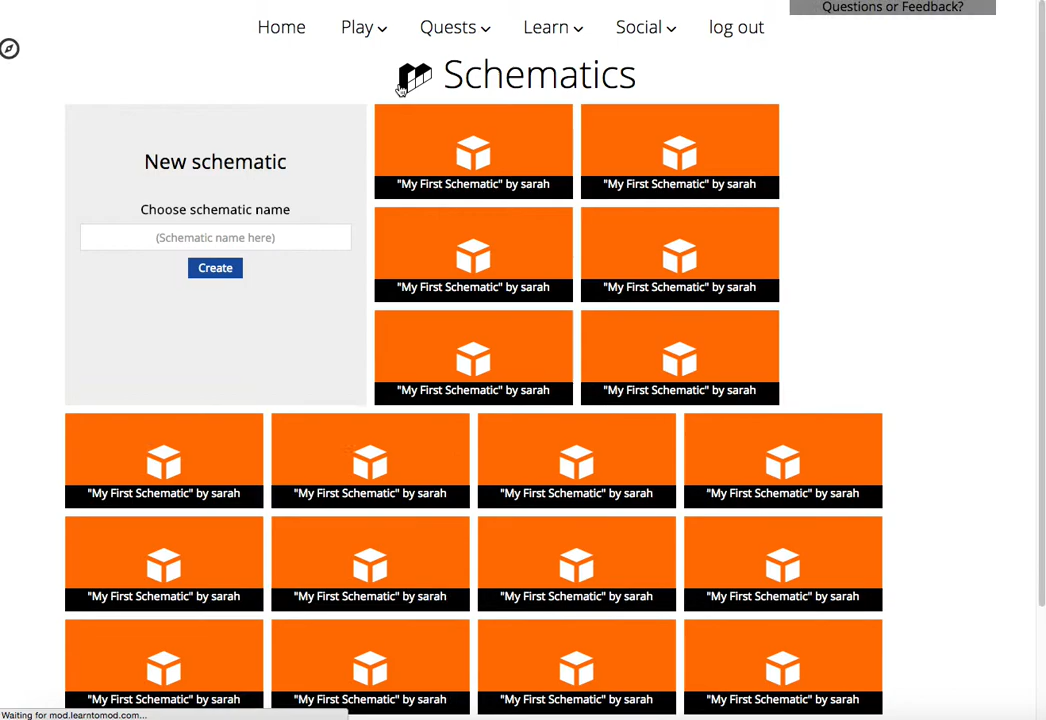 Questions or Feedback?
Home Play Quests Learn Social log out
Schematics
New schematic
Choose schematic name
(Schematic name here)
Create
"My First Schematic" by sarah "My First Schematic" by sarah
"My First Schematic" by sarah "My First Schematic" by sarah
"My First Schematic" by sarah "My First Schematic" by sarah
"My First Schematic" by sarah "My First Schematic" by sarah "My First Schematic" by sarah "My First Schematic" by sarah
"My First Schematic" by sarah "My First Schematic" by sarah "My First Schematic" by sarah "My First Schematic" by sarah
"My First Schematic" by sarah "My First Schematic" by sarah "My First Schematic" by sarah "My First Schematic" by sarah
Waiting for mod.learntomod.com...